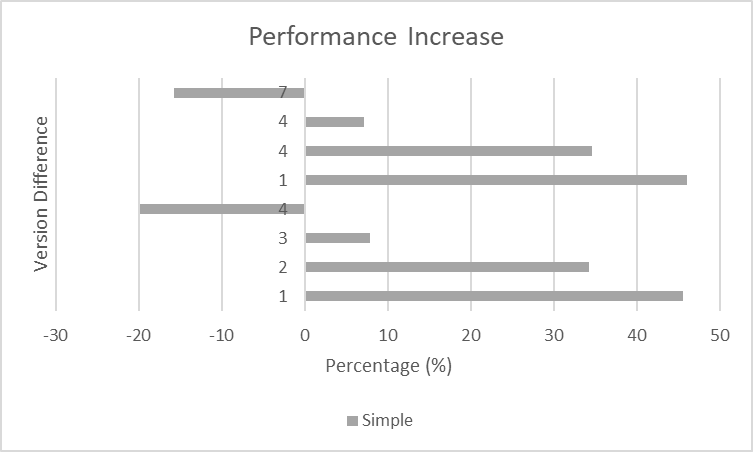 Performance Increase
Version Difference
7
4
4
1
4
3
2
1
-30 -20 -10 0 10 20 30 40 50
Percentage (%)
Simple